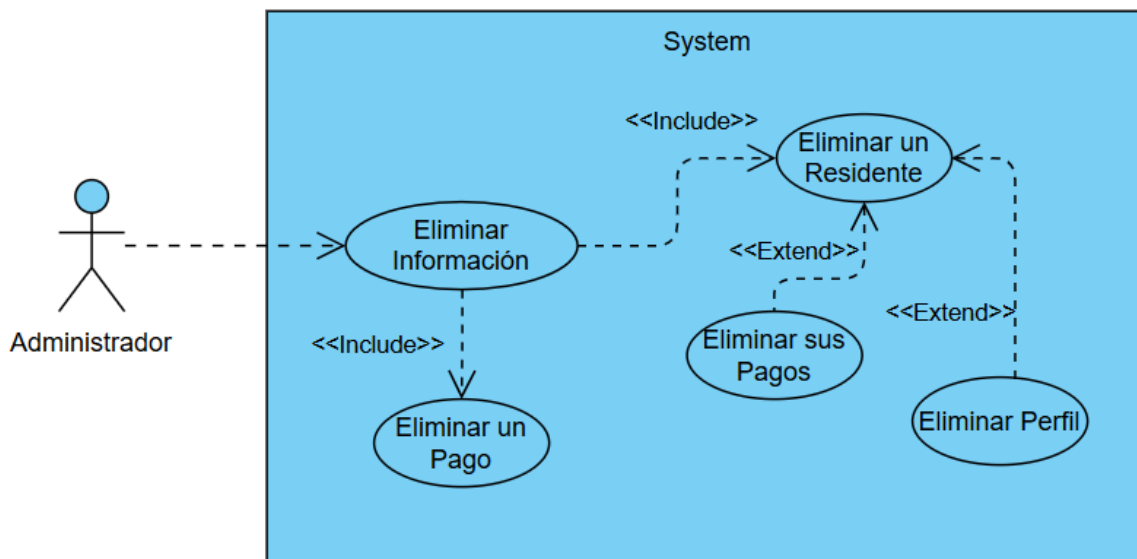 System
<<Include>>
Eliminar un
Residente
Eliminar
Información
<<Extend>>
<<Extend>>
Administrador
<<Include>>
Eliminar sus
Pagos
Eliminar un
Pago
Eliminar Perfil